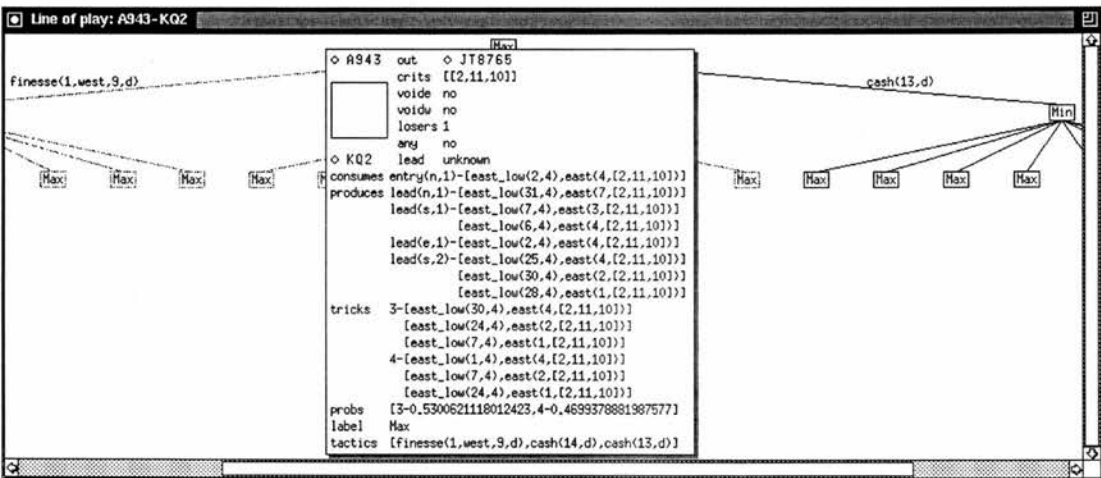 Line of play: A943-KQ2
Max
finesse(1,west,9,d)
cash(13,d)
Min
Max
Max
Max
Max
Max
Max
Max
Max
Max
◇ A943 out ◇ JT8765
crits [[2,11,10]]
voide no
voidw no
losers 1
any no
◇ KQ2 lead unknown
consumes entry(n,1)-[east_low(2,4),east(4,[2,11,10])]
produces lead(n,1)-[east_low(31,4),east(7,[2,11,10])]
lead(s,1)-[east_low(7,4),east(3,[2,11,10])]
[east_low(6,4),east(4,[2,11,10])]
lead(e,1)-[east_low(2,4),east(4,[2,11,10])]
lead(s,2)-[east_low(25,4),east(4,[2,11,10])]
[east_low(30,4),east(2,[2,11,10])]
[east_low(28,4),east(1,[2,11,10])]
tricks 3-[east_low(30,4),east(4,[2,11,10])]
[east_low(24,4),east(2,[2,11,10])]
[east_low(7,4),east(1,[2,11,10])]
4-[east_low(1,4),east(4,[2,11,10])]
[east_low(7,4),east(2,[2,11,10])]
[east_low(24,4),east(1,[2,11,10])]
probs [3-0.5300621118012423,4-0.4699378881987577]
label Max
tactics [finesse(1,west,9,d),cash(14,d),cash(13,d)]